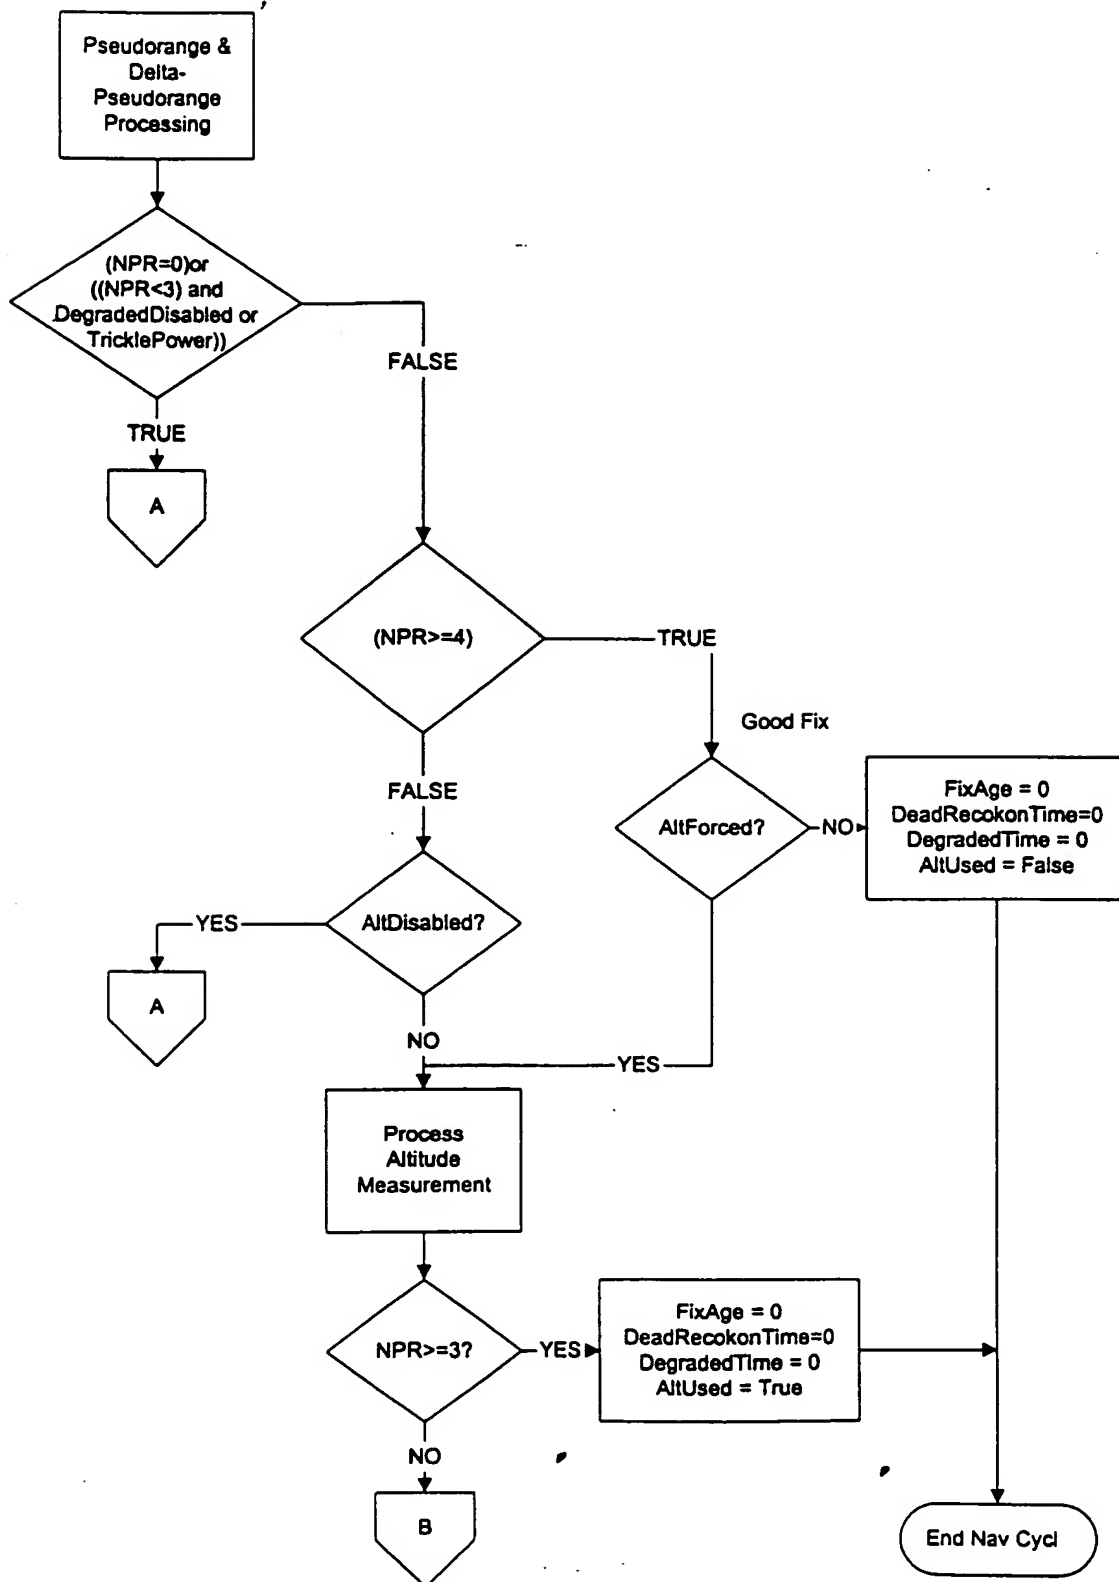 Pseudorange &
Delta-
Pseudorange
Processing
(NPR=0)or
((NPR<3) and
DegradedDisabled or
TricklePower))
FALSE
TRUE
A
(NPR>=4)
TRUE
Good Fix
FALSE
AltForced?
NO
FixAge = 0
DeadRecokonTime=0
DegradedTime = 0
AltUsed = False
YES
AltDisabled?
A
NO
YES
Process
Altitude
Measurement
NPR>=3?
YES
FixAge = 0
DeadRecokonTime=0
DegradedTime = 0
AltUsed = True
NO
B
End Nav Cycl